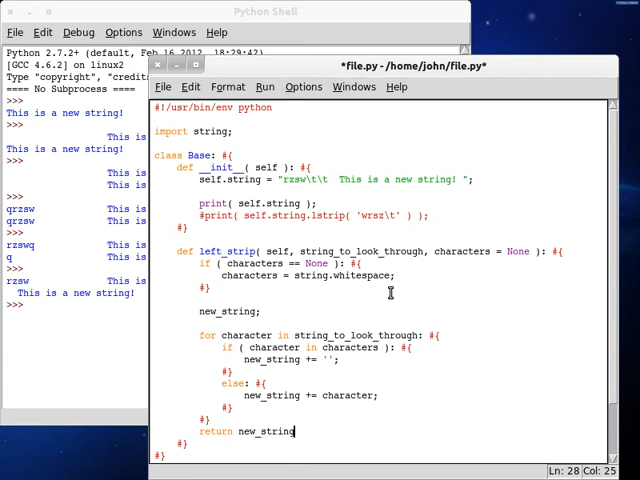 Python Shell
File Edit Debug Options Windows Help
Python 2.7.2+ (default, Feb 16 2012, 18:29:42)
[GCC 4.6.2] on linux2
Type "copyright", "credits
==== No Subprocess ====
>>>
This is a new string!
>>>
This is
This is a new string!
>>>
This is
This is
>>>
qrzsw This is
qrzsw This is
>>>
rzswq This is
q This is
>>>
rzsw This is
This is a new string!
>>>
*file.py - /home/john/file.py*
File Edit Format Run Options Windows Help
#!/usr/bin/env python
import string;
class Base: #{
def __init__( self ): #{
self.string = "rzsw\t\t  This is a new string! ";
print( self.string );
#print( self.string.lstrip( 'wrsz\t' ) );
#}
def left_strip( self, string_to_look_through, characters = None ): #{
if ( characters == None ): #{
characters = string.whitespace;
#}
new_string;
for character in string_to_look_through: #{
if ( character in characters ): #{
new_string += '';
#}
else: #{
new_string += character;
#}
#}
return new_string
#}
#}
Ln: 28 Col: 25